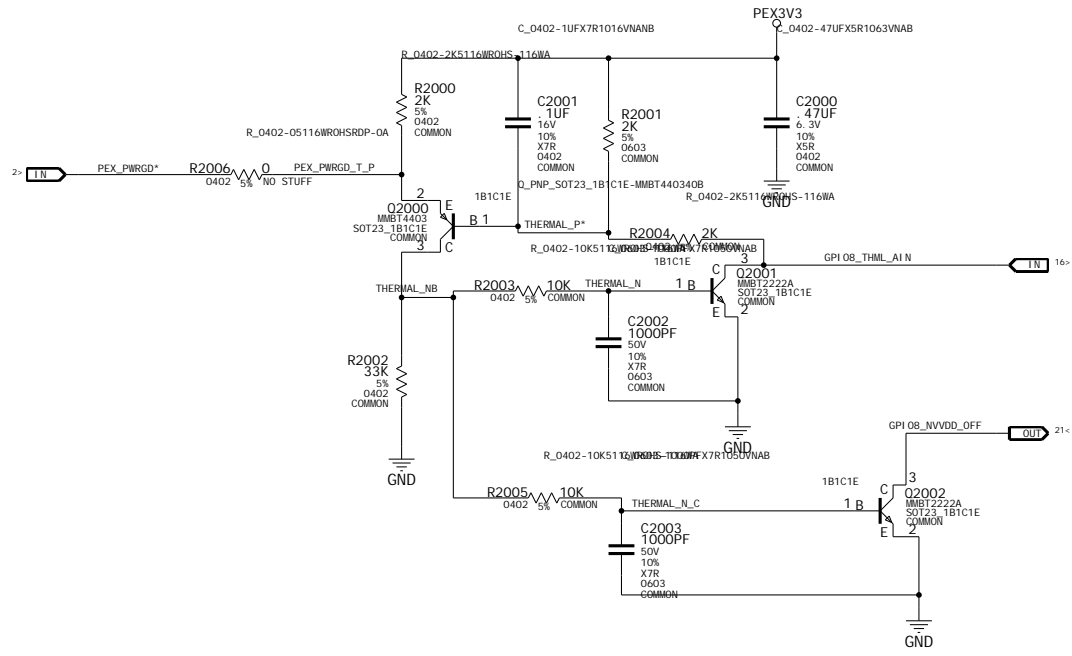 PEX3V3
C_0402-1UFX7R1016VNANB
C_0402-47UFX5R1063VNAB
R_0402-2K5116WROHS-116WA
R2000
2K
5%
0402
COMMON
C2001
.1UF
16V
10%
X7R
0402
COMMON
R2001
2K
5%
0603
COMMON
C2000
.47UF
6.3V
10%
X5R
0402
COMMON
GND
R_0402-05116WROHSRDP-0A
2>
IN
PEX_PWRGD*
R2006
0
0402
5%
NO STUFF
PEX_PWRGD_T_P
Q_PNP_SOT23_1B1C1E-MMBT44034OB
R_0402-2K5116WROHS-116WA
2
E
1B1C1E
Q2000
MMBT4403
SOT23_1B1C1E
COMMON
B
1
3
C
THERMAL_P*
R2004
2K
0402
5%
COMMON
1B1C1E
3
C
GPIO8_THML_AIN
IN
16>
Q2001
MMBT2222A
SOT23_1B1C1E
COMMON
1
B
E
2
THERMAL_NB
R2003
10K
0402
5%
COMMON
THERMAL_N
C2002
1000PF
50V
10%
X7R
0603
COMMON
R2002
33K
5%
0402
COMMON
GND
GND
GPIO8_NVVDD_OFF
OUT
21<
1B1C1E
3
C
Q2002
MMBT2222A
SOT23_1B1C1E
COMMON
1
B
E
2
R2005
10K
0402
5%
COMMON
THERMAL_N_C
C2003
1000PF
50V
10%
X7R
0603
COMMON
GND